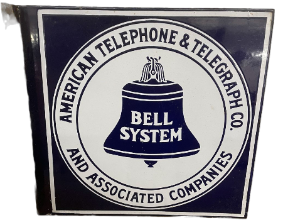 AMERICAN TELEPHONE & TELEGRAPH CO.
BELL
SYSTEM
AND ASSOCIATED COMPANIES